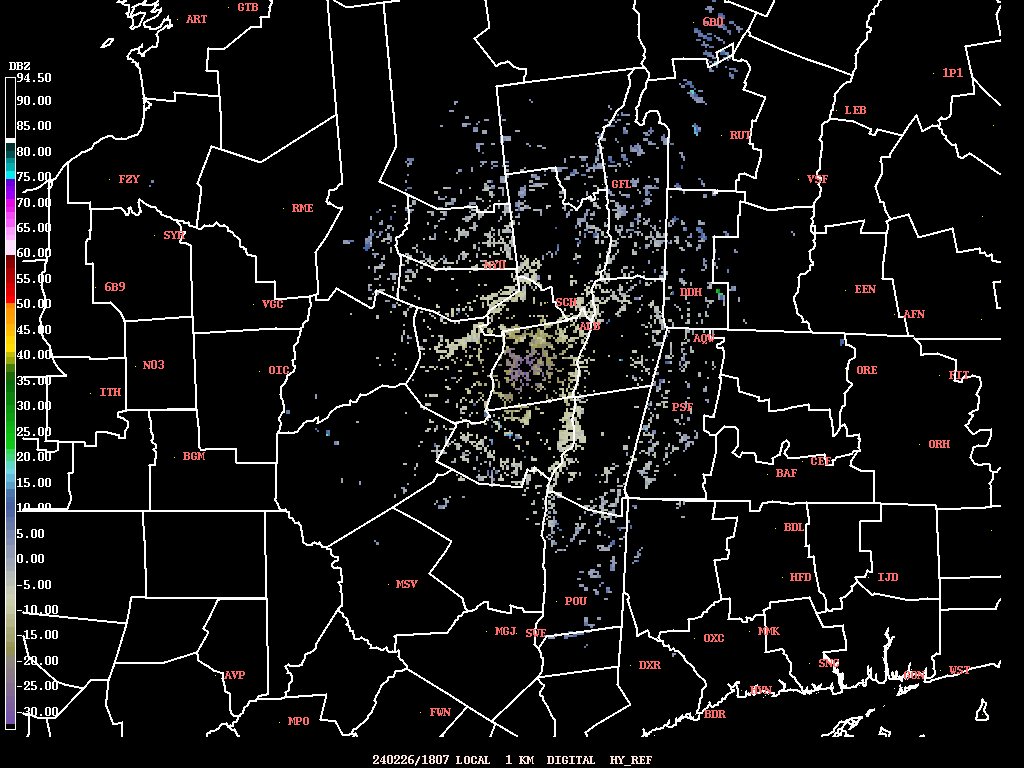 GTB
ART
6B0
DBZ
94.50
1P1
90.00
LEB
85.00
RUT
80.00
75.00
FZY
VSF
GFL
70.00
RME
65.00
SYR
60.00
NY0
55.00
6B9
EEN
DDH
50.00
VGC
SCH
AFN
45.00
ALB
AQW
40.00
N03
OIC
ORE
FIT
35.00
ITH
30.00
PSF
25.00
ORH
20.00
BGM
CEF
15.00
BAF
10.00
5.00
BDL
0.00
-5.00
MSV
HFD
IJD
-10.00
POU
-15.00
MGJ
SWF
OXC
MMK
-20.00
DXR
SNC
WST
-25.00
AVP
GON
HVN
-30.00
FWN
BDR
MPO
240226/1807 LOCAL 1 KM DIGITAL HY_REF